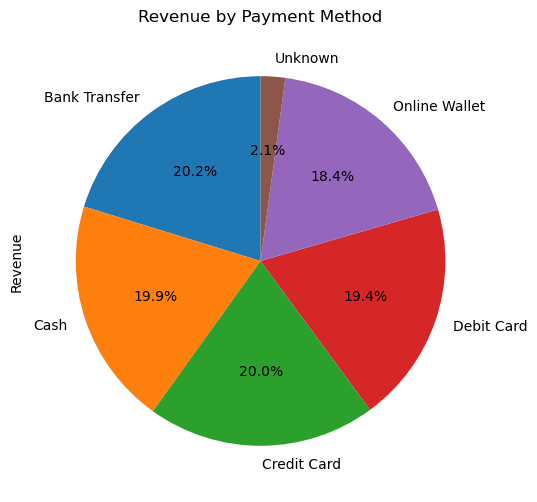 Revenue by Payment Method
Unknown
Bank Transfer
Online Wallet
2.1%
20.2%
18.4%
Revenue
19.9%
19.4%
Cash
Debit Card
20.0%
Credit Card